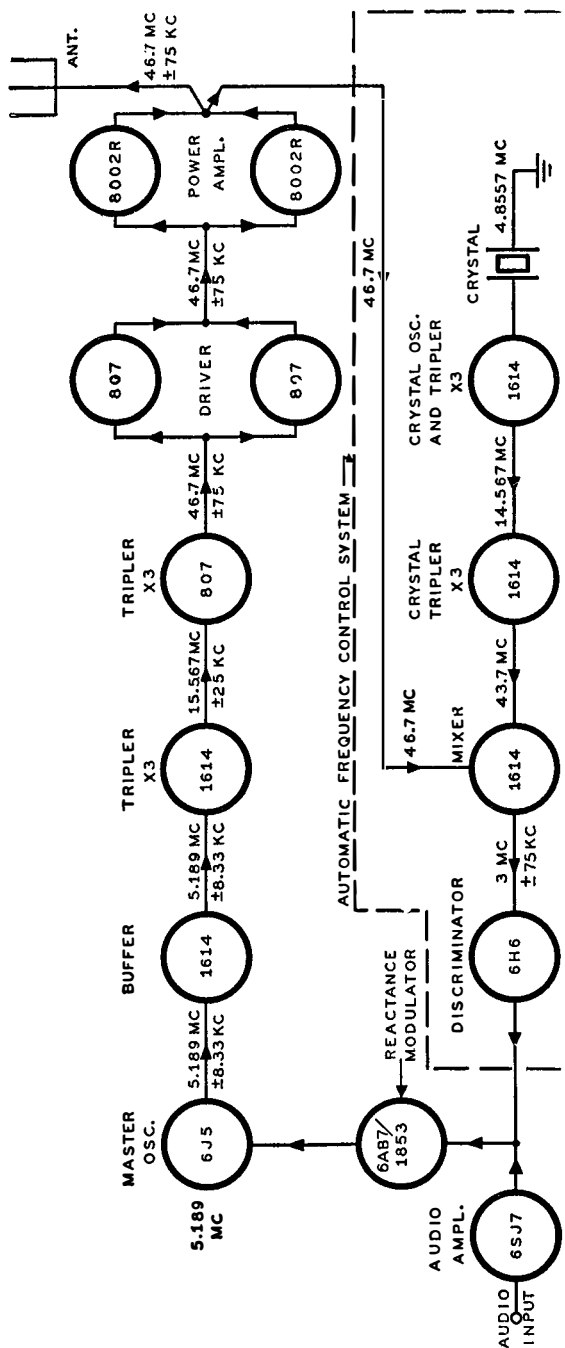 MASTER
OSC.
5.189
MC
6J5
5.189 MC
±8.33 KC
BUFFER
1614
5.189 MC
±8.33 KC
TRIPLER
X3
1614
15.567 MC
±25 KC
TRIPLER
X3
807
46.7 MC
±75 KC
807
DRIVER
807
46.7 MC
±75 KC
8002R
POWER
AMPL.
8002R
ANT.
46.7 MC
±75 KC
REACTANCE
MODULATOR
6AB7/
1853
AUTOMATIC FREQUENCY CONTROL SYSTEM
46.7 MC
AUDIO
INPUT
AUDIO
AMPL.
6SJ7
DISCRIMINATOR
6H6
3 MC
±75 KC
MIXER
1614
46.7 MC
43.7 MC
CRYSTAL
TRIPLER
X3
1614
14.567 MC
CRYSTAL OSC.
AND TRIPLER
X3
1614
CRYSTAL
4.8557 MC